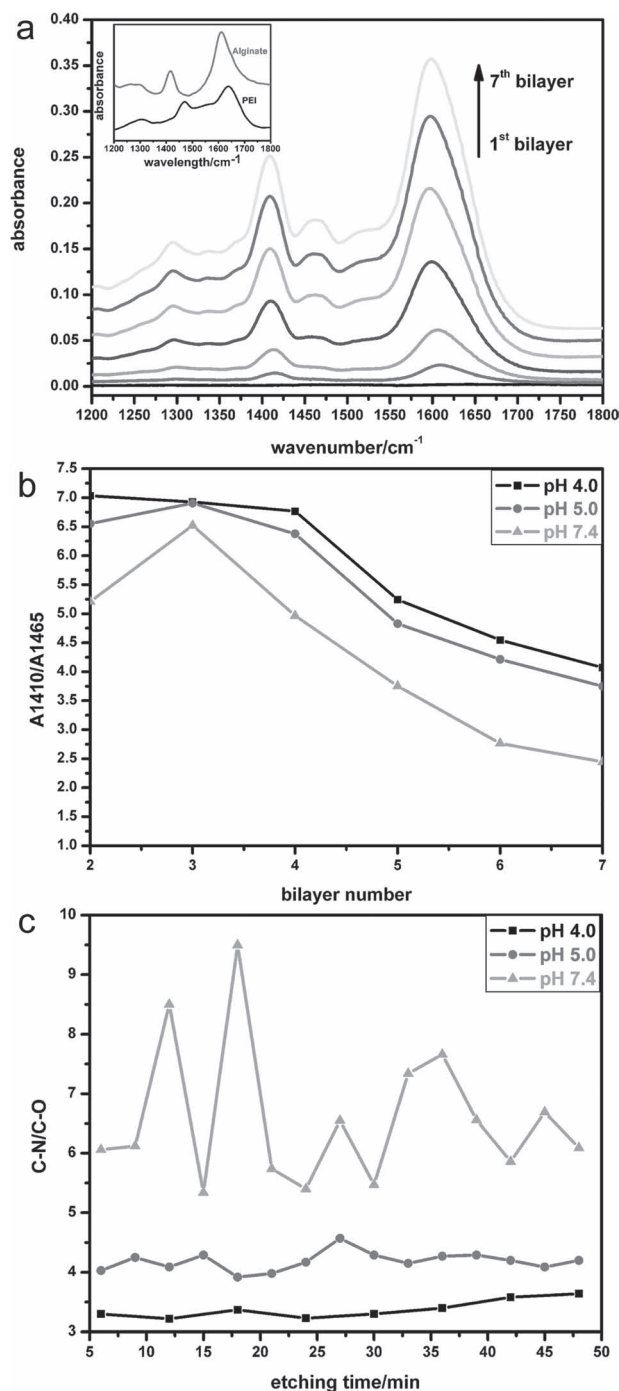 a
absorbance
0.40
0.35
0.30
0.25
0.20
0.15
0.10
0.05
0.00
1200 1250 1300 1350 1400 1450 1500 1550 1600 1650 1700 1750 1800
wavenumber/cm-1
7th bilayer
1st bilayer
absorbance
Alginate
PEI
1200 1300 1400 1500 1600 1700 1800
wavelength/cm-1
b
A1410/A1465
7.5
7.0
6.5
6.0
5.5
5.0
4.5
4.0
3.5
3.0
2.5
2.0
1.5
1.0
2 3 4 5 6 7
bilayer number
pH 4.0
pH 5.0
pH 7.4
c
C-N/C-O
10
9
8
7
6
5
4
3
5 10 15 20 25 30 35 40 45 50
etching time/min
pH 4.0
pH 5.0
pH 7.4